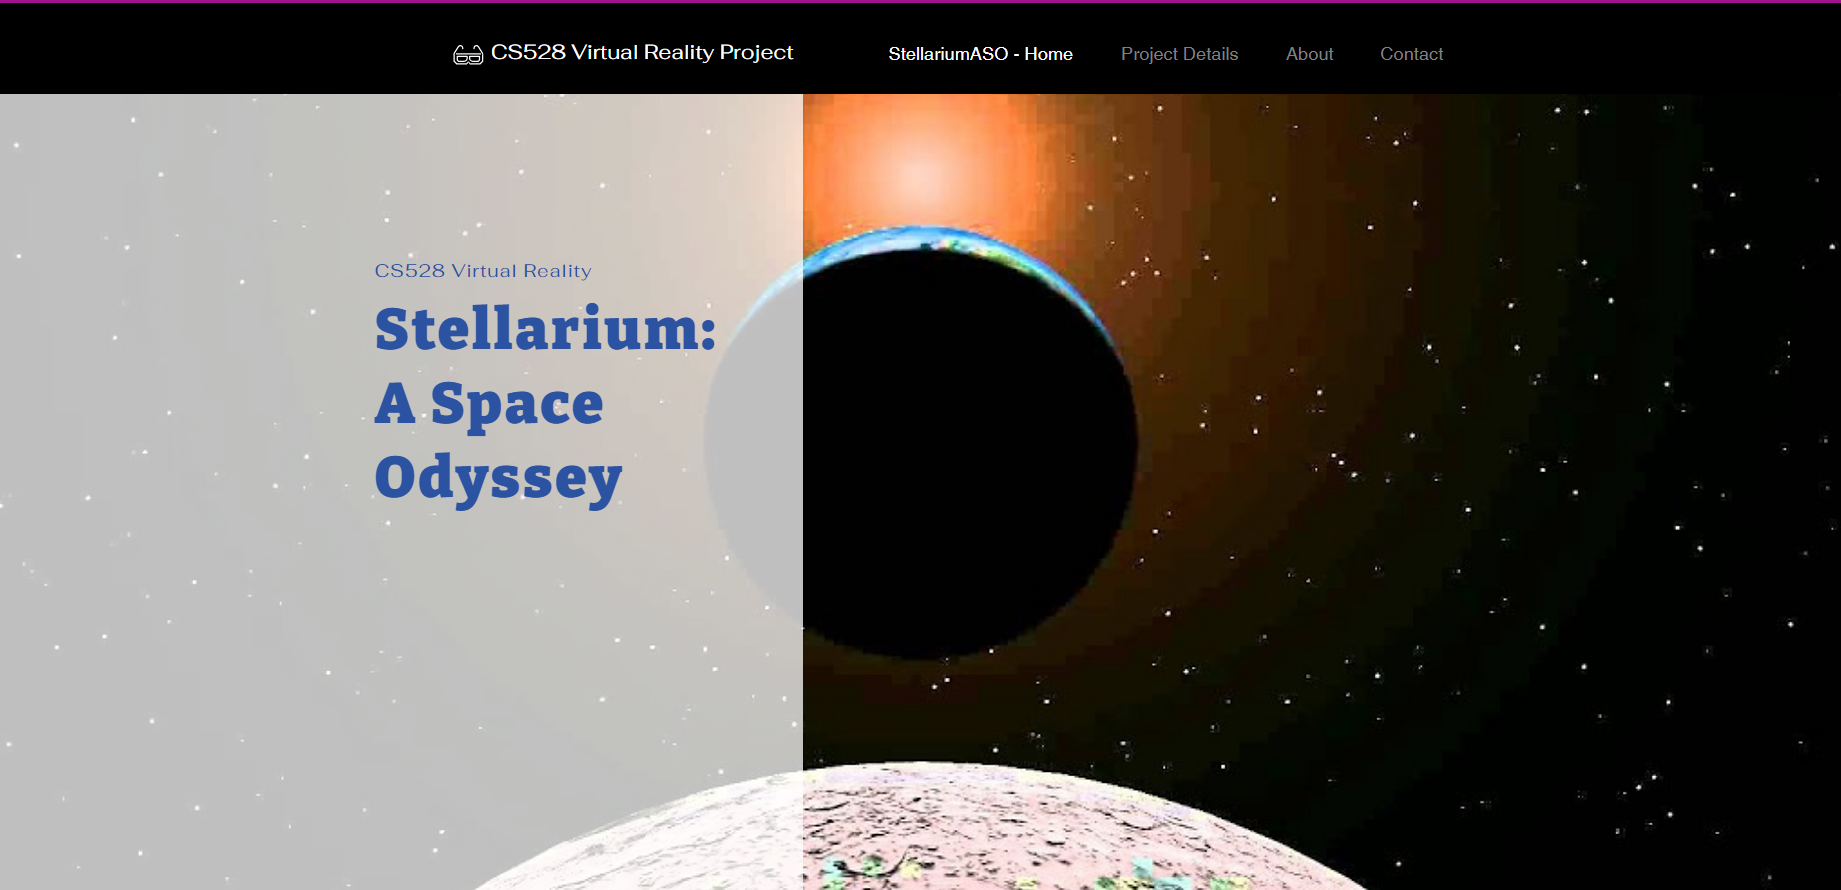 CS528 Virtual Reality Project
StellariumASO - Home
Project Details
About
Contact
CS528 Virtual Reality
Stellarium:
A Space
Odyssey